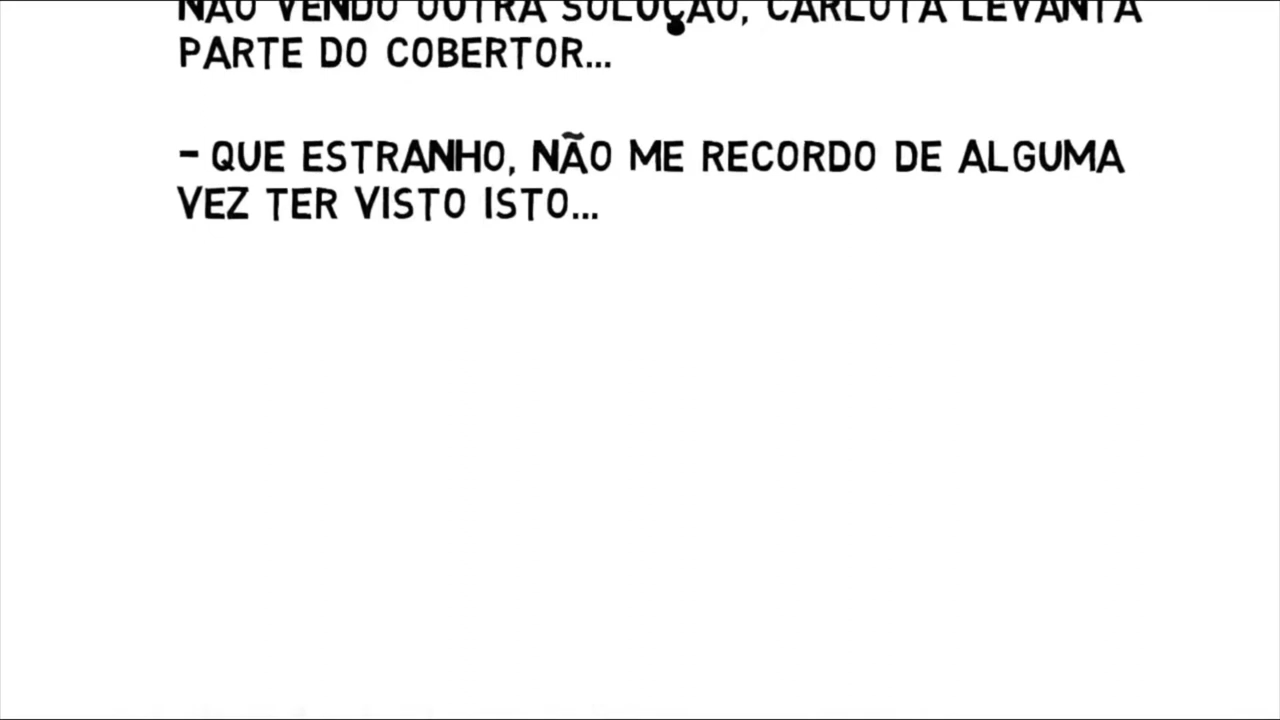 NÃO VENDO OUTRA SOLUÇÃO, CARLOTA LEVANTA
PARTE DO COBERTOR...
- QUE ESTRANHO, NÃO ME RECORDO DE ALGUMA
VEZ TER VISTO ISTO...